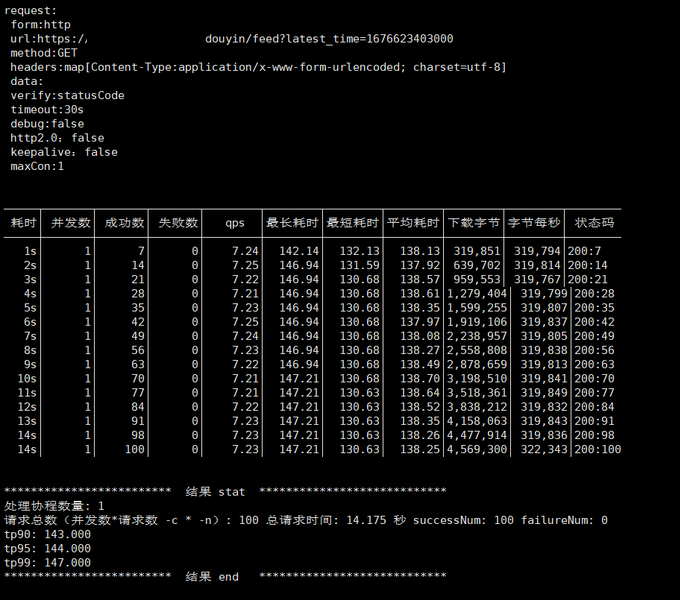 request:
form:http
url:https:/, douyin/feed?latest_time=1676623403000
method:GET
headers:map[Content-Type:application/x-www-form-urlencoded; charset=utf-8]
data:
verify:statusCode
timeout:30s
debug:false
http2.0：false
keepalive：false
maxCon:1
耗时│ 并发数│ 成功数│ 失败数│ qps │最长耗时│最短耗时│平均耗时│下载字节│字节每秒│ 状态码
1s│ 1│ 7│ 0│ 7.24│ 142.14│ 132.13│ 138.13│ 319,851│ 319,794│200:7
2s│ 1│ 14│ 0│ 7.25│ 146.94│ 131.59│ 137.92│ 639,702│ 319,814│200:14
3s│ 1│ 21│ 0│ 7.22│ 146.94│ 130.68│ 138.57│ 959,553│ 319,767│200:21
4s│ 1│ 28│ 0│ 7.21│ 146.94│ 130.68│ 138.61│1,279,404│ 319,799│200:28
5s│ 1│ 35│ 0│ 7.23│ 146.94│ 130.68│ 138.35│1,599,255│ 319,807│200:35
6s│ 1│ 42│ 0│ 7.25│ 146.94│ 130.68│ 137.97│1,919,106│ 319,837│200:42
7s│ 1│ 49│ 0│ 7.24│ 146.94│ 130.68│ 138.08│2,238,957│ 319,805│200:49
8s│ 1│ 56│ 0│ 7.23│ 146.94│ 130.68│ 138.27│2,558,808│ 319,838│200:56
9s│ 1│ 63│ 0│ 7.22│ 146.94│ 130.68│ 138.49│2,878,659│ 319,813│200:63
10s│ 1│ 70│ 0│ 7.21│ 147.21│ 130.68│ 138.70│3,198,510│ 319,841│200:70
11s│ 1│ 77│ 0│ 7.21│ 147.21│ 130.63│ 138.64│3,518,361│ 319,849│200:77
12s│ 1│ 84│ 0│ 7.22│ 147.21│ 130.63│ 138.52│3,838,212│ 319,832│200:84
13s│ 1│ 91│ 0│ 7.23│ 147.21│ 130.63│ 138.35│4,158,063│ 319,843│200:91
14s│ 1│ 98│ 0│ 7.23│ 147.21│ 130.63│ 138.26│4,477,914│ 319,836│200:98
14s│ 1│ 100│ 0│ 7.23│ 147.21│ 130.63│ 138.25│4,569,300│ 322,343│200:100
************************* 结果 stat ****************************
处理协程数量: 1
请求总数（并发数*请求数 -c * -n）: 100 总请求时间: 14.175 秒 successNum: 100 failureNum: 0
tp90: 143.000
tp95: 144.000
tp99: 147.000
************************* 结果 end ****************************